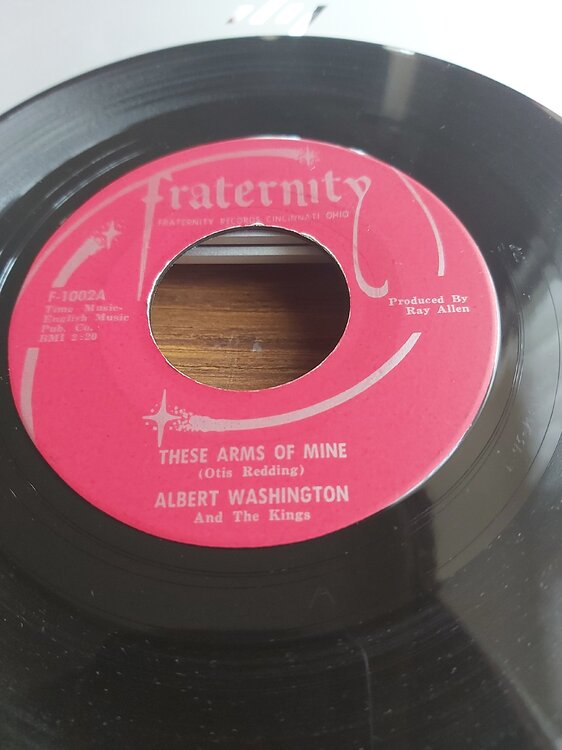 fraternity
FRATERNITY RECORDS CINCINNATI OHIO
F-1002A
Time Music-
English Music
Pub. Co.
BMI 2:20
Produced By
Ray Allen
THESE ARMS OF MINE
(Otis Redding)
ALBERT WASHINGTON
And The Kings